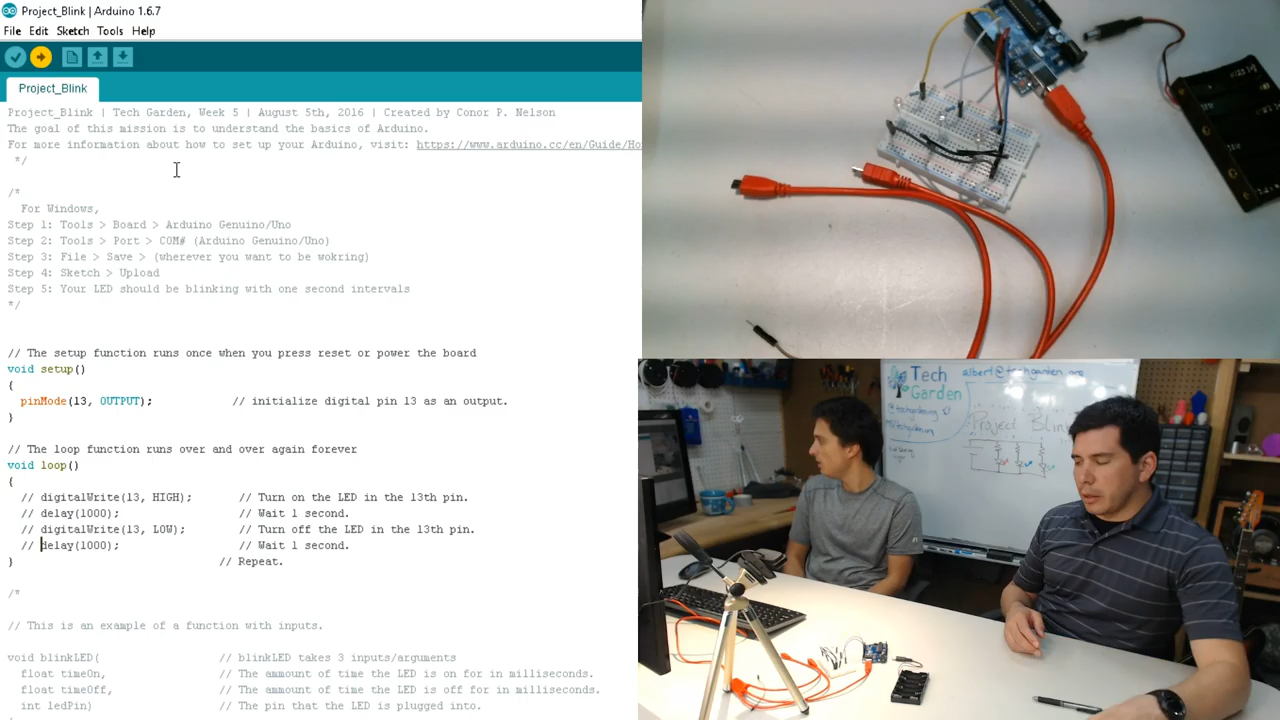 Project_Blink | Arduino 1.6.7
File Edit Sketch Tools Help
Project_Blink
Project_Blink | Tech Garden, Week 5 | August 5th, 2016 | Created by Conor P. Nelson
The goal of this mission is to understand the basics of Arduino.
For more information about how to set up your Arduino, visit: https://www.arduino.cc/en/Guide/Ho
*/
/*
For Windows,
Step 1: Tools > Board > Arduino Genuino/Uno
Step 2: Tools > Port > COM# (Arduino Genuino/Uno)
Step 3: File > Save > (wherever you want to be wokring)
Step 4: Sketch > Upload
Step 5: Your LED should be blinking with one second intervals
*/
// The setup function runs once when you press reset or power the board
void setup()
{
pinMode(13, OUTPUT); // initialize digital pin 13 as an output.
}
// The loop function runs over and over again forever
void loop()
{
// digitalWrite(13, HIGH); // Turn on the LED in the 13th pin.
// delay(1000); // Wait 1 second.
// digitalWrite(13, LOW); // Turn off the LED in the 13th pin.
// delay(1000); // Wait 1 second.
} // Repeat.
/*
// This is an example of a function with inputs.
void blinkLED( // blinkLED takes 3 inputs/arguments
float timeOn, // The ammount of time the LED is on for in milliseconds.
float timeOff, // The ammount of time the LED is off for in milliseconds.
int ledPin) // The pin that the LED is plugged into.
Tech
Garden
albert@techgarden.org
Project Blink